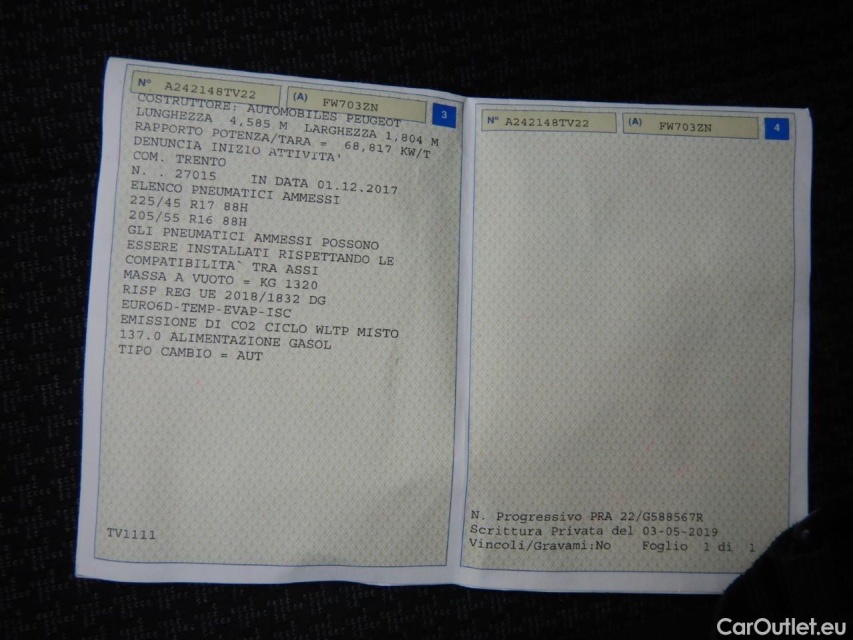 N° A242148TV22 (A) FW703ZN 3
COSTRUTTORE: AUTOMOBILES PEUGEOT
LUNGHEZZA 4,585 M LARGHEZZA 1,804 M
RAPPORTO POTENZA/TARA = 68,817 KW/T
DENUNCIA INIZIO ATTIVITA'
COM. TRENTO
N. . 27015 IN DATA 01.12.2017
ELENCO PNEUMATICI AMMESSI
225/45 R17 88H
205/55 R16 88H
GLI PNEUMATICI AMMESSI POSSONO
ESSERE INSTALLATI RISPETTANDO LE
COMPATIBILITA` TRA ASSI
MASSA A VUOTO = KG 1320
RISP REG UE 2018/1832 DG
EURO6D-TEMP-EVAP-ISC
EMISSIONE DI CO2 CICLO WLTP MISTO
137.0 ALIMENTAZIONE GASOL
TIPO CAMBIO = AUT
TV1111
N° A242148TV22 (A) FW703ZN 4
N. Progressivo PRA 22/G588567R
Scrittura Privata del 03-05-2019
Vincoli/Gravami:No Foglio 1 di 1
CarOutlet.eu